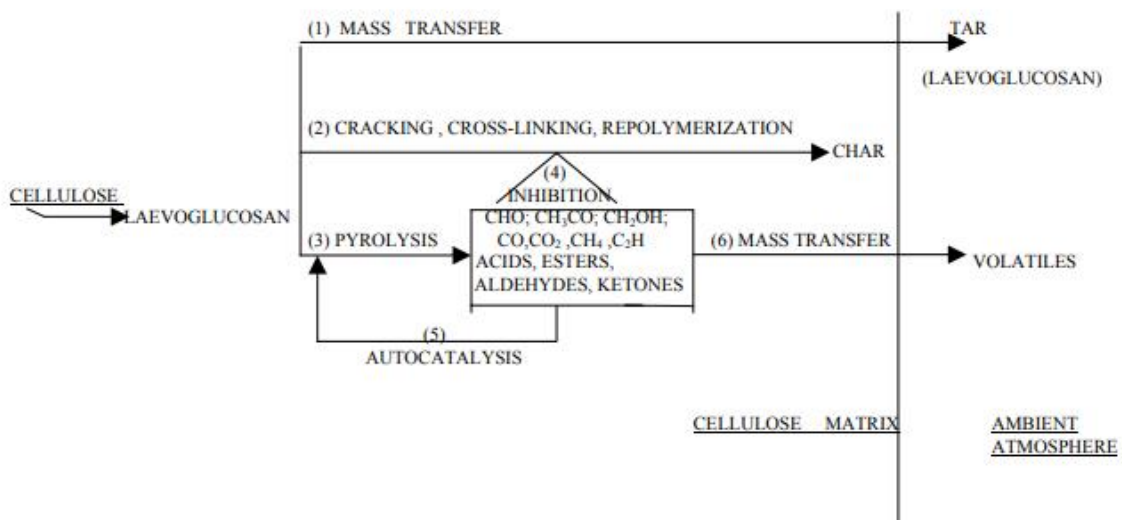 (1) MASS TRANSFER
TAR
(LAEVOGLUCOSAN)
(2) CRACKING , CROSS-LINKING, REPOLYMERIZATION
CHAR
(4)
INHIBITION
CELLULOSE
LAEVOGLUCOSAN
CHO; CH₃CO; CH₂OH;
(3) PYROLYSIS
CO,CO₂ ,CH₄ ,C₂H
(6) MASS TRANSFER
ACIDS, ESTERS,
VOLATILES
ALDEHYDES, KETONES
(5)
AUTOCATALYSIS
CELLULOSE MATRIX
AMBIENT
ATMOSPHERE